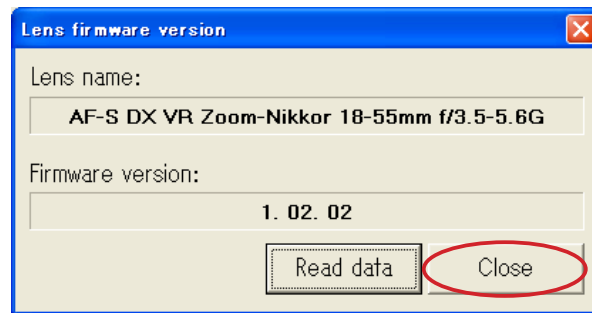 Lens firmware version
Lens name:
AF-S DX VR Zoom-Nikkor 18-55mm f/3.5-5.6G
Firmware version:
1. 02. 02
Read data Close